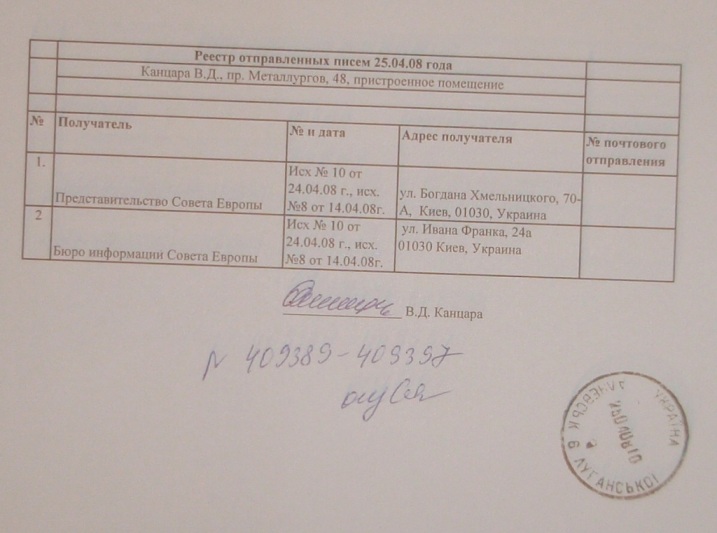 Реестр отправленных писем 25.04.08 года
Канцара В.Д., пр. Металлургов, 48, пристроенное помещение
№ Получатель № и дата Адрес получателя № почтового отправления
1. Представительство Совета Европы
Исх № 10 от
24.04.08 г., исх.
№8 от 14.04.08г.
ул. Богдана Хмельницкого, 70-
А, Киев, 01030, Украина
2 Бюро информации Совета Европы
Исх № 10 от
24.04.08 г., исх.
№8 от 14.04.08г.
ул. Ивана Франка, 24а
01030 Киев, Украина
В.Д. Канцара
N 409389-409397
УКРАЇНА
ЛУГАНСЬКОЇ